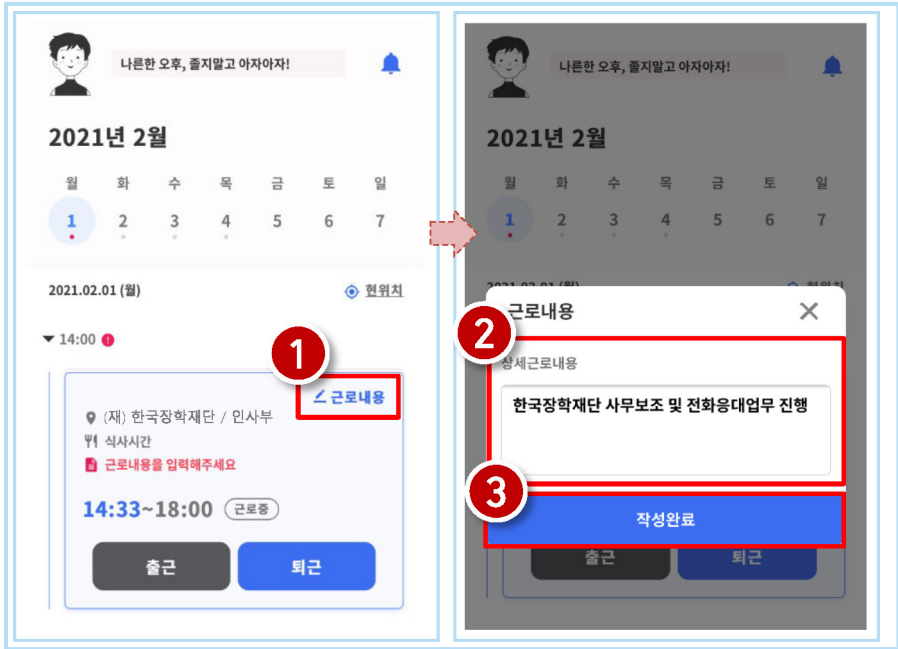 나른한 오후, 졸지말고 아자아자!
2021년 2월
월 화 수 목 금 토 일
1 2 3 4 5 6 7
2021.02.01 (월) 현위치
14:00
1
근로내용
(재) 한국장학재단 / 인사부
식사시간
근로내용을 입력해주세요
14:33~18:00 근로중
출근 퇴근
나른한 오후, 졸지말고 아자아자!
2021년 2월
월 화 수 목 금 토 일
1 2 3 4 5 6 7
2021.02.01 (월) 현위치
근로내용
2
상세근로내용
한국장학재단 사무보조 및 전화응대업무 진행
3
작성완료
출근 퇴근